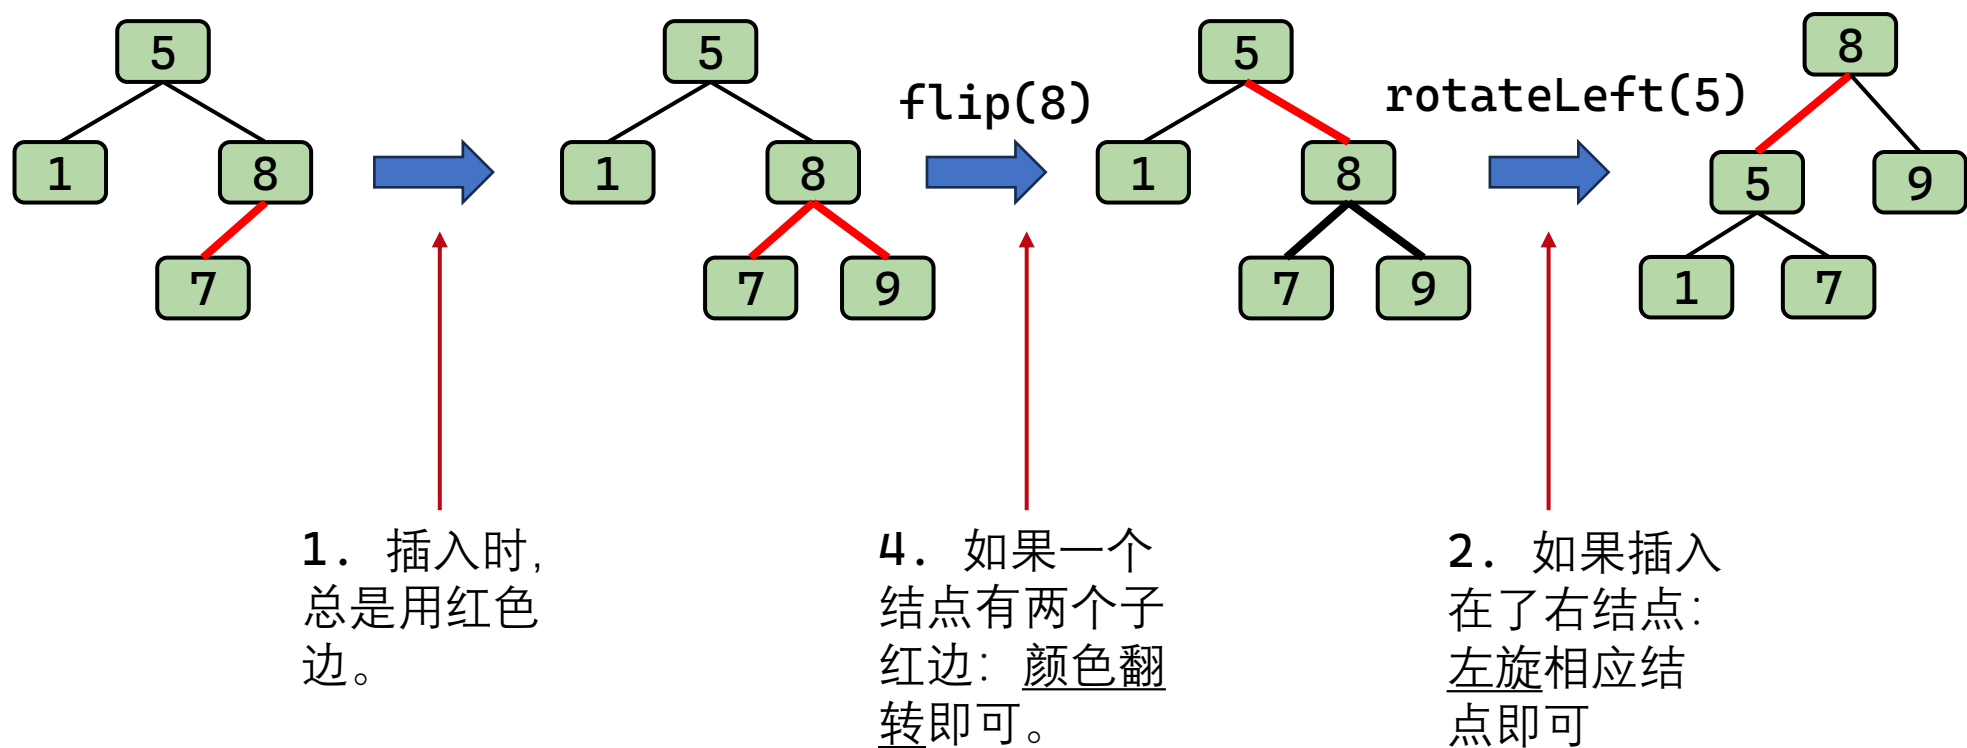 5
1
8
7
5
1
8
7
9
flip(8)
5
1
8
7
9
rotateLeft(5)
8
5
9
1
7
1. 插入时,
总是用红色
边。
4. 如果一个
结点有两个子
红边: 颜色翻
转即可。
2. 如果插入
在了右结点:
左旋相应结
点即可